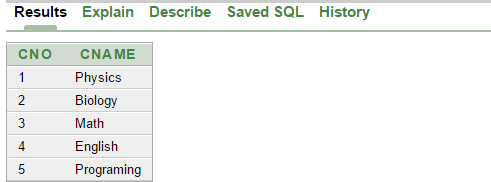 Results Explain Describe Saved SQL History
CNO CNAME
1 Physics
2 Biology
3 Math
4 English
5 Programing